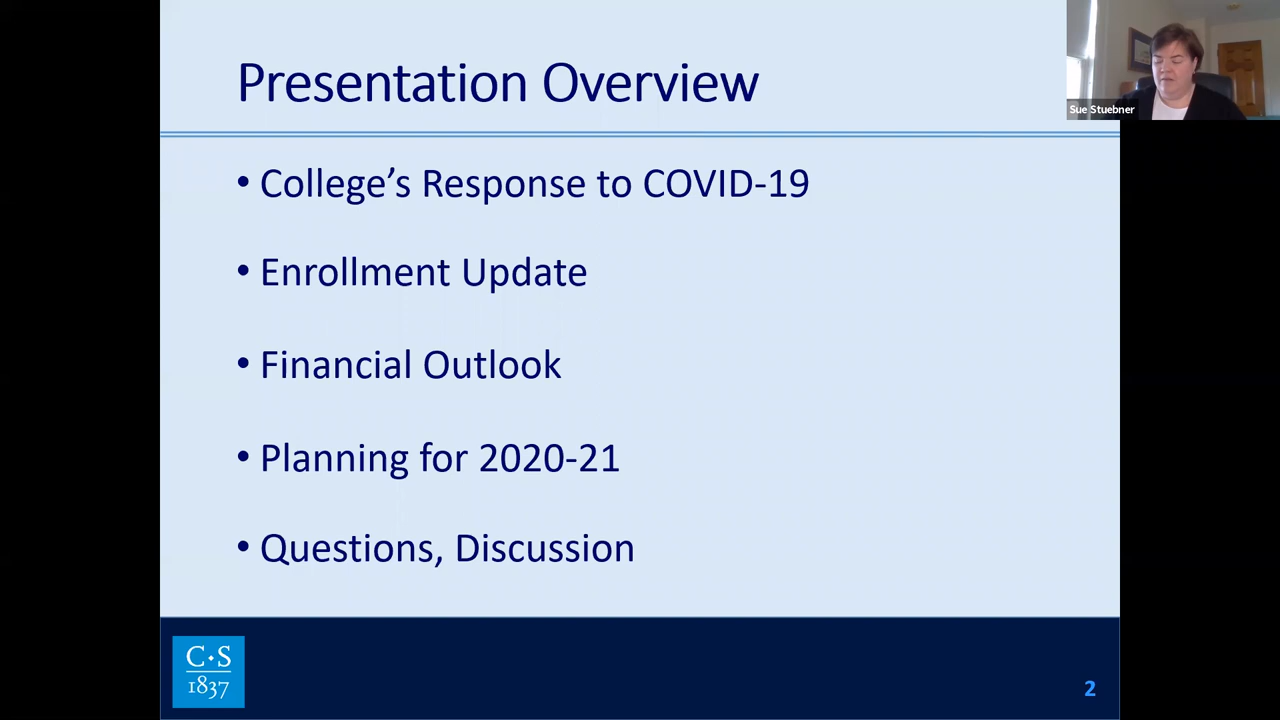 Presentation Overview
Sue Stuebner
• College’s Response to COVID-19
• Enrollment Update
• Financial Outlook
• Planning for 2020-21
• Questions, Discussion
C·S
1837
2